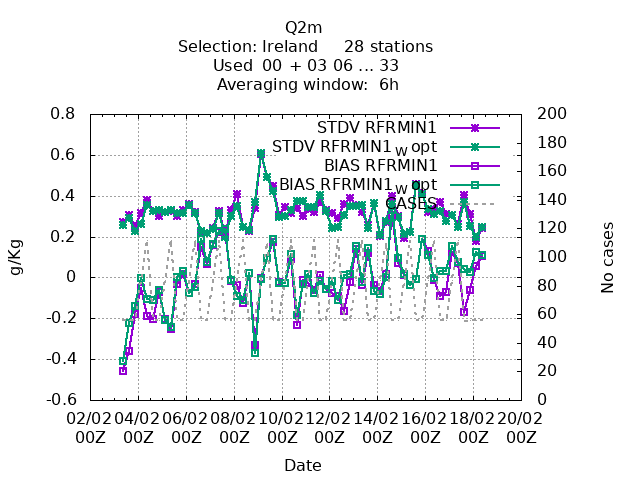 Q2m
Selection: Ireland 28 stations
Used 00 + 03 06 ... 33
Averaging window: 6h
g/Kg
No cases
0.8
0.6
0.4
0.2
0
-0.2
-0.4
-0.6
200
180
160
140
120
100
80
60
40
20
0
STDV RFRMIN1
STDV RFRMIN1_w opt
BIAS RFRMIN1
BIAS RFRMIN1_w opt
CASES
02/02 04/02 06/02 08/02 10/02 12/02 14/02 16/02 18/02 20/02
00Z 00Z 00Z 00Z 00Z 00Z 00Z 00Z 00Z 00Z
Date